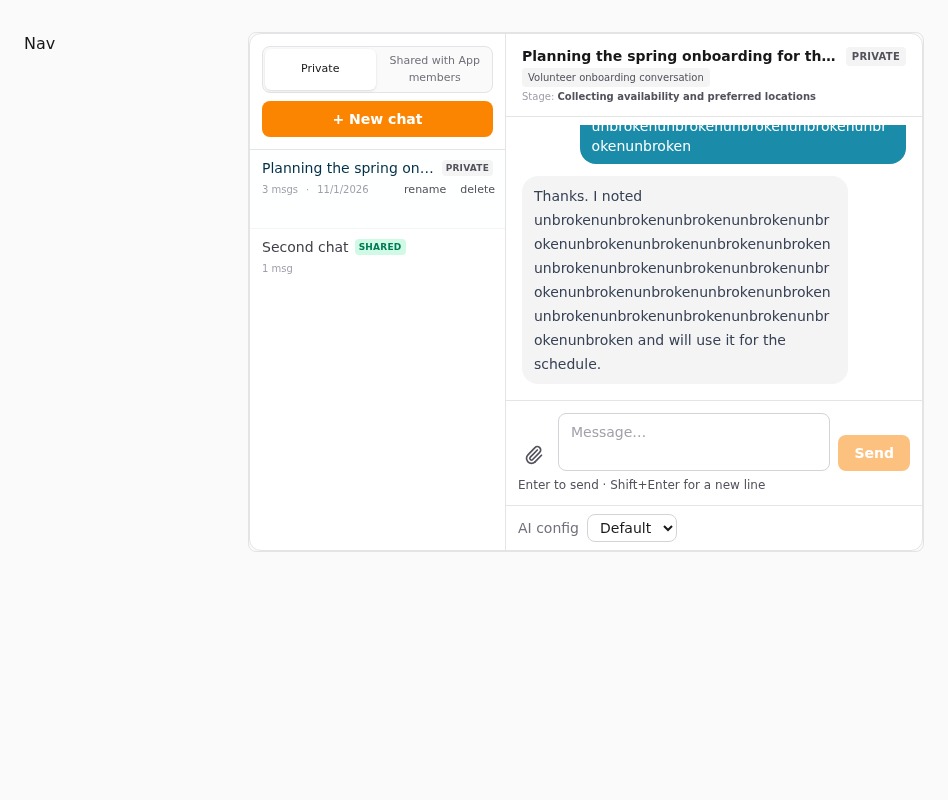 Nav
Private
Shared with App
members
+ New chat
Planning the spring on… PRIVATE
3 msgs · 11/1/2026 rename delete
Second chat SHARED
1 msg
Planning the spring onboarding for th… PRIVATE
Volunteer onboarding conversation
Stage: Collecting availability and preferred locations
unbrokenunbrokenunbrokenunbrokenunbr
okenunbroken
Thanks. I noted
unbrokenunbrokenunbrokenunbrokenunbr
okenunbrokenunbrokenunbrokenunbroken
unbrokenunbrokenunbrokenunbrokenunbr
okenunbrokenunbrokenunbrokenunbroken
unbrokenunbrokenunbrokenunbrokenunbr
okenunbroken and will use it for the
schedule.
Message…
Send
Enter to send · Shift+Enter for a new line
AI config Default